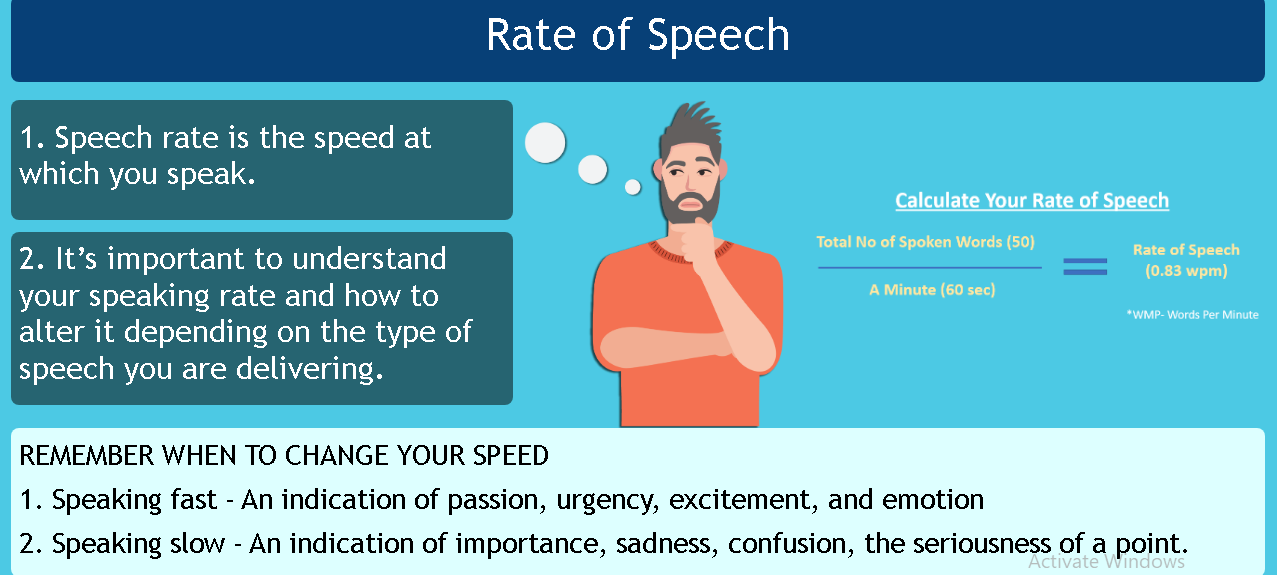 Rate of Speech
1. Speech rate is the speed at
which you speak.
2. It’s important to understand
your speaking rate and how to
alter it depending on the type of
speech you are delivering.
Calculate Your Rate of Speech
Total No of Spoken Words (50)
A Minute (60 sec)
Rate of Speech
(0.83 wpm)
*WMP- Words Per Minute
REMEMBER WHEN TO CHANGE YOUR SPEED
1. Speaking fast - An indication of passion, urgency, excitement, and emotion
2. Speaking slow - An indication of importance, sadness, confusion, the seriousness of a point.
Activate Windows